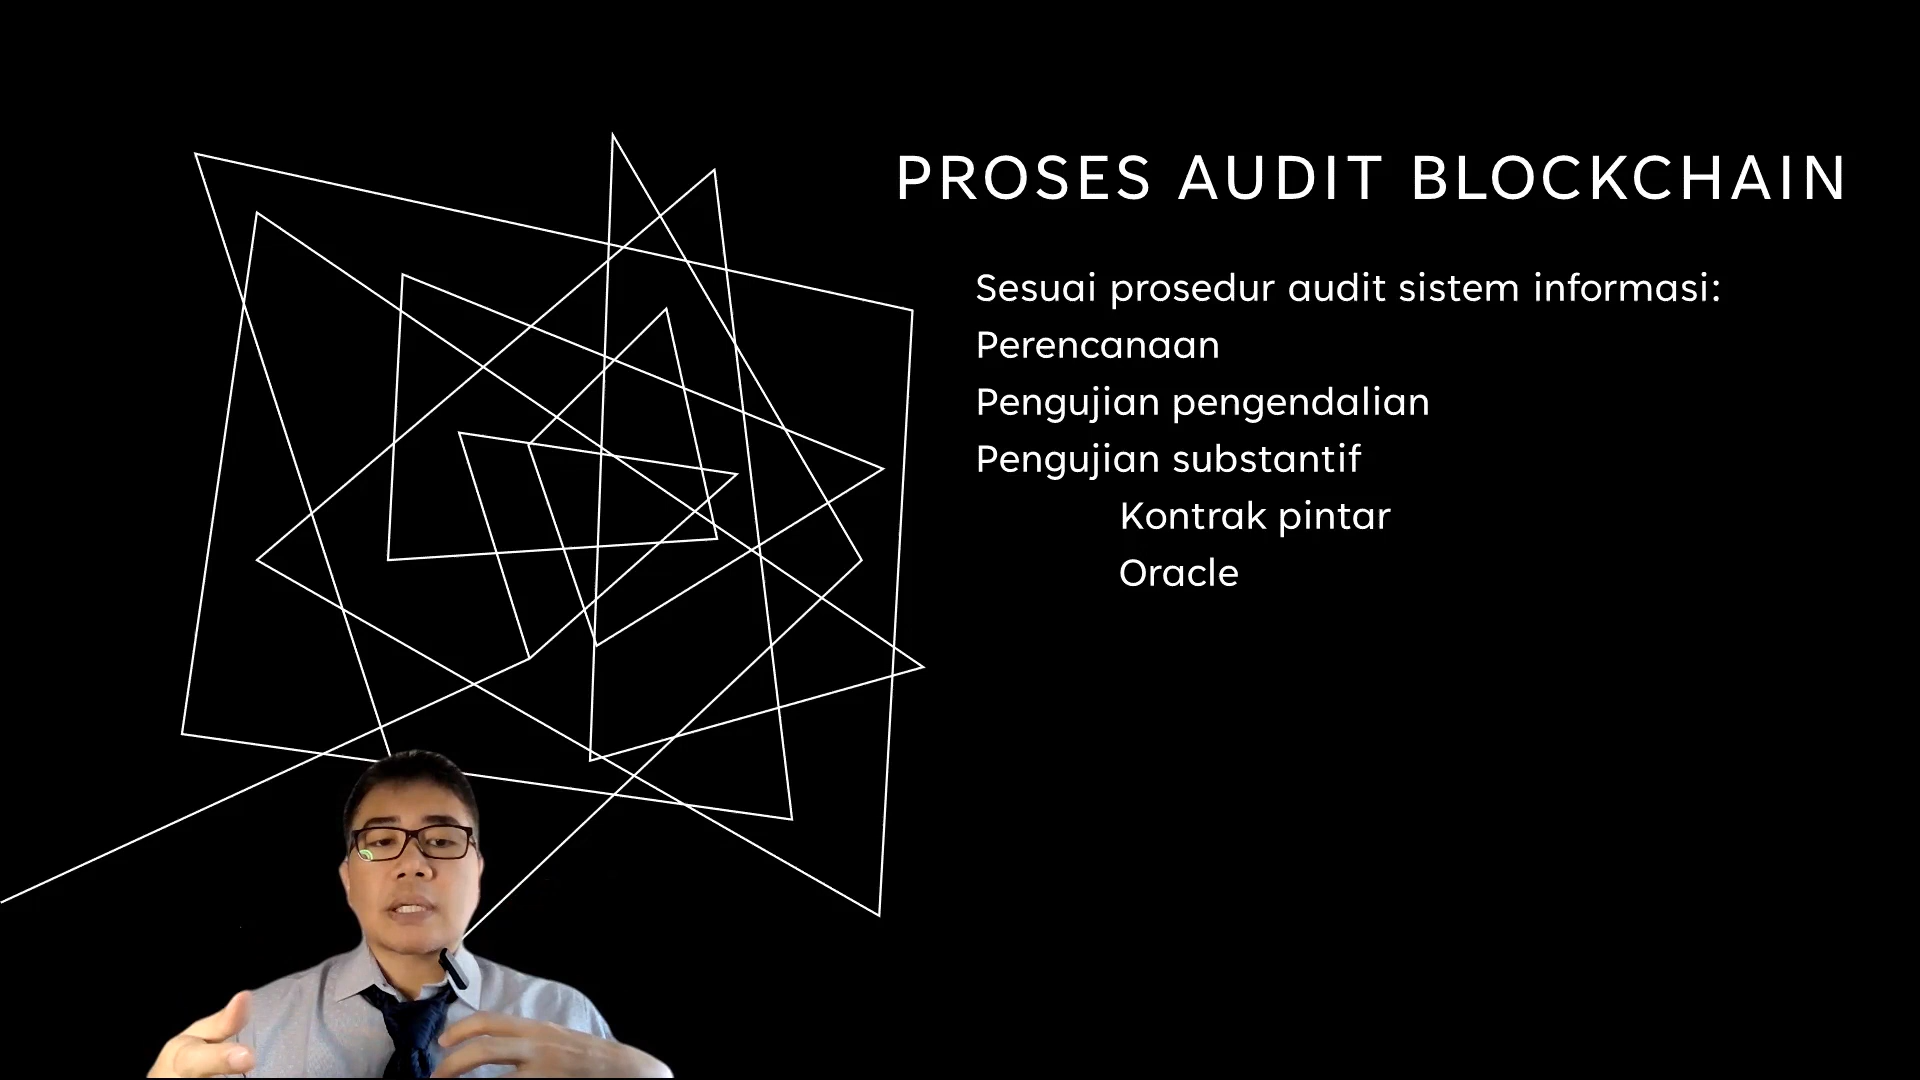 PROSES AUDIT BLOCKCHAIN
Sesuai prosedur audit sistem informasi:
Perencanaan
Pengujian pengendalian
Pengujian substantif
Kontrak pintar
Oracle